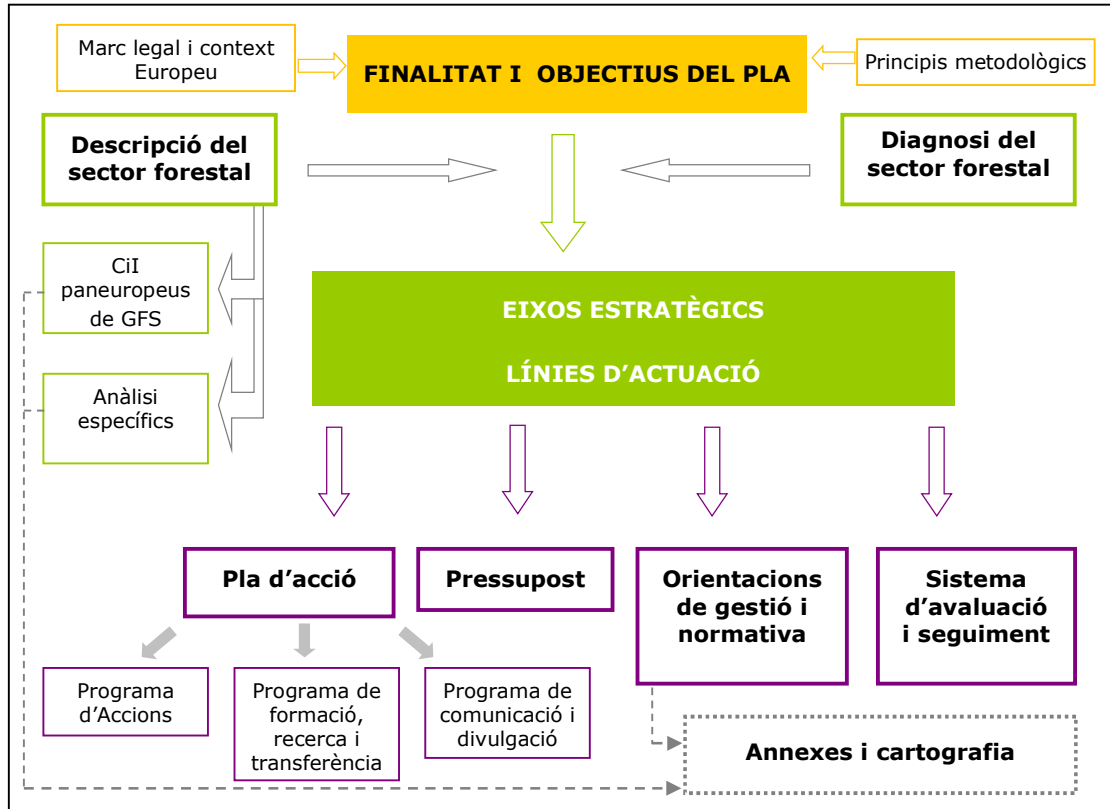 Marc legal i context
Europeu
FINALITAT I OBJECTIUS DEL PLA
Principis metodològics
Descripció del
sector forestal
Diagnosi del
sector forestal
CiI
paneuropeus
de GFS
EIXOS ESTRATÈGICS
LÍNIES D’ACTUACIÓ
Anàlisi
específics
Pla d’acció
Pressupost
Orientacions
de gestió i
normativa
Sistema
d’avaluació
i seguiment
Programa
d’Accions
Programa de
formació,
recerca i
transferència
Programa de
comunicació i
divulgació
Annexes i cartografia